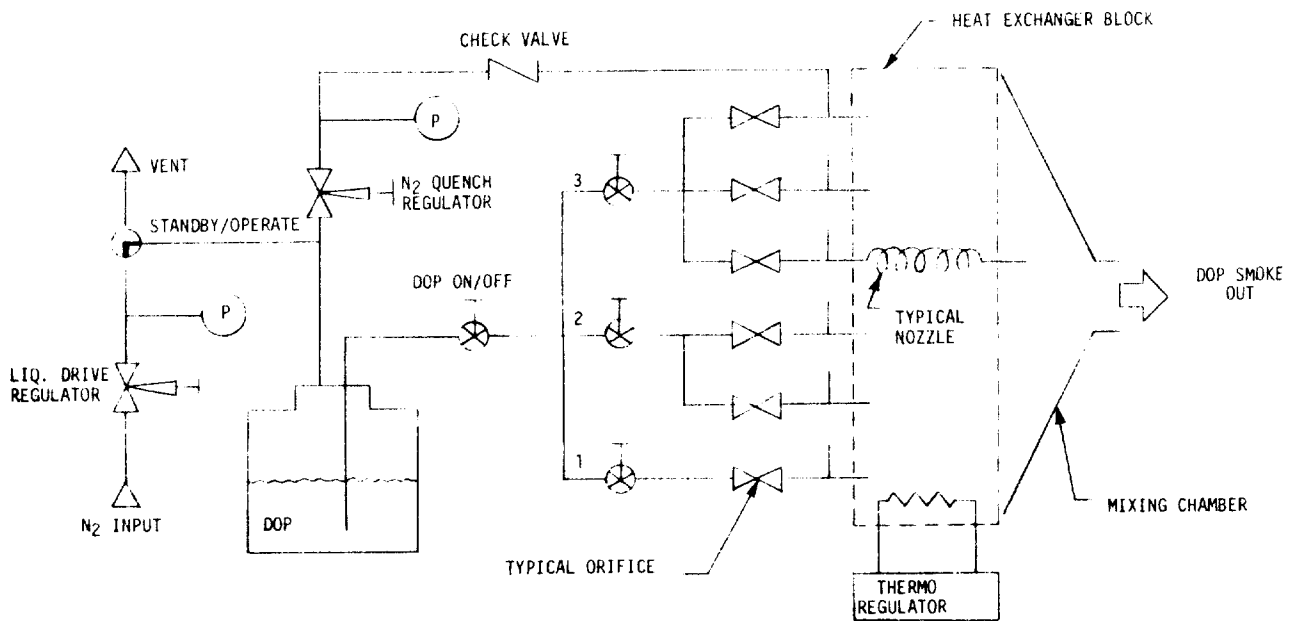 HEAT EXCHANGER BLOCK
CHECK VALVE
P
VENT
N2 QUENCH
REGULATOR
3
STANDBY/OPERATE
DOP ON/OFF
DOP SMOKE
OUT
P
2
TYPICAL
NOZZLE
LIQ. DRIVE
REGULATOR
1
N2 INPUT
DOP
MIXING CHAMBER
TYPICAL ORIFICE
THERMO
REGULATOR